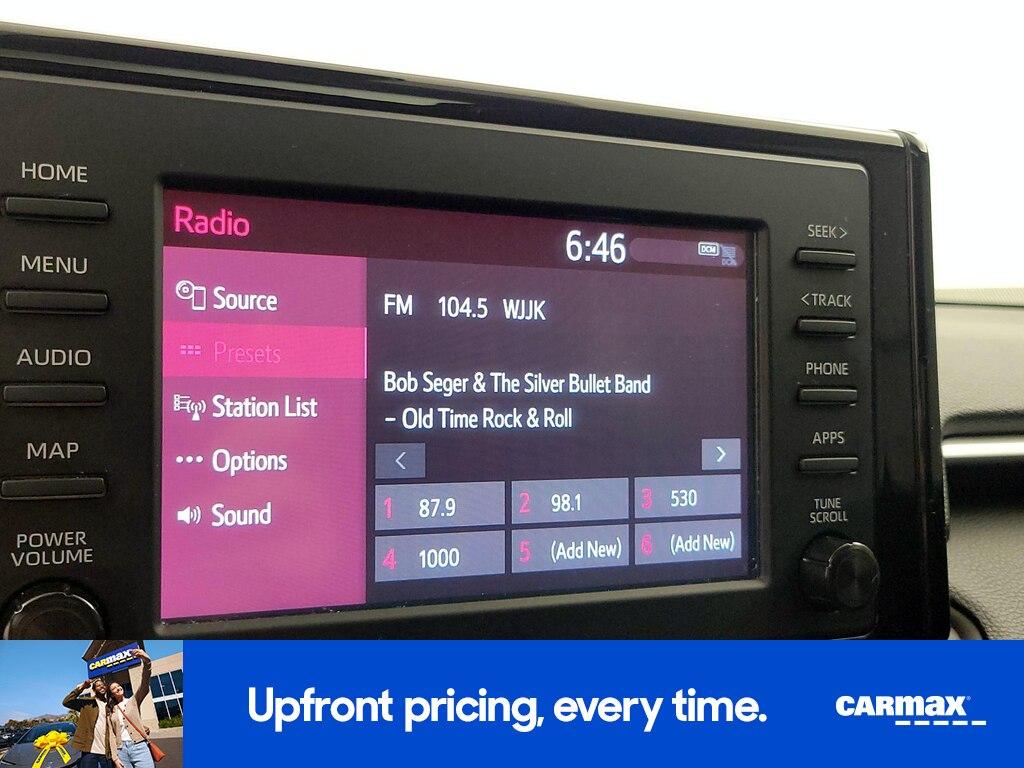 HOME
MENU
AUDIO
MAP
POWER
VOLUME
Radio
6:46
DCM
DCM
Source
Presets
Station List
Options
Sound
FM 104.5 WJJK
Bob Seger & The Silver Bullet Band
– Old Time Rock & Roll
<
>
1 87.9
2 98.1
3 530
4 1000
5 (Add New)
6 (Add New)
SEEK>
<TRACK
PHONE
APPS
TUNE
SCROLL
CARMAX
Upfront pricing, every time.
CARMAX